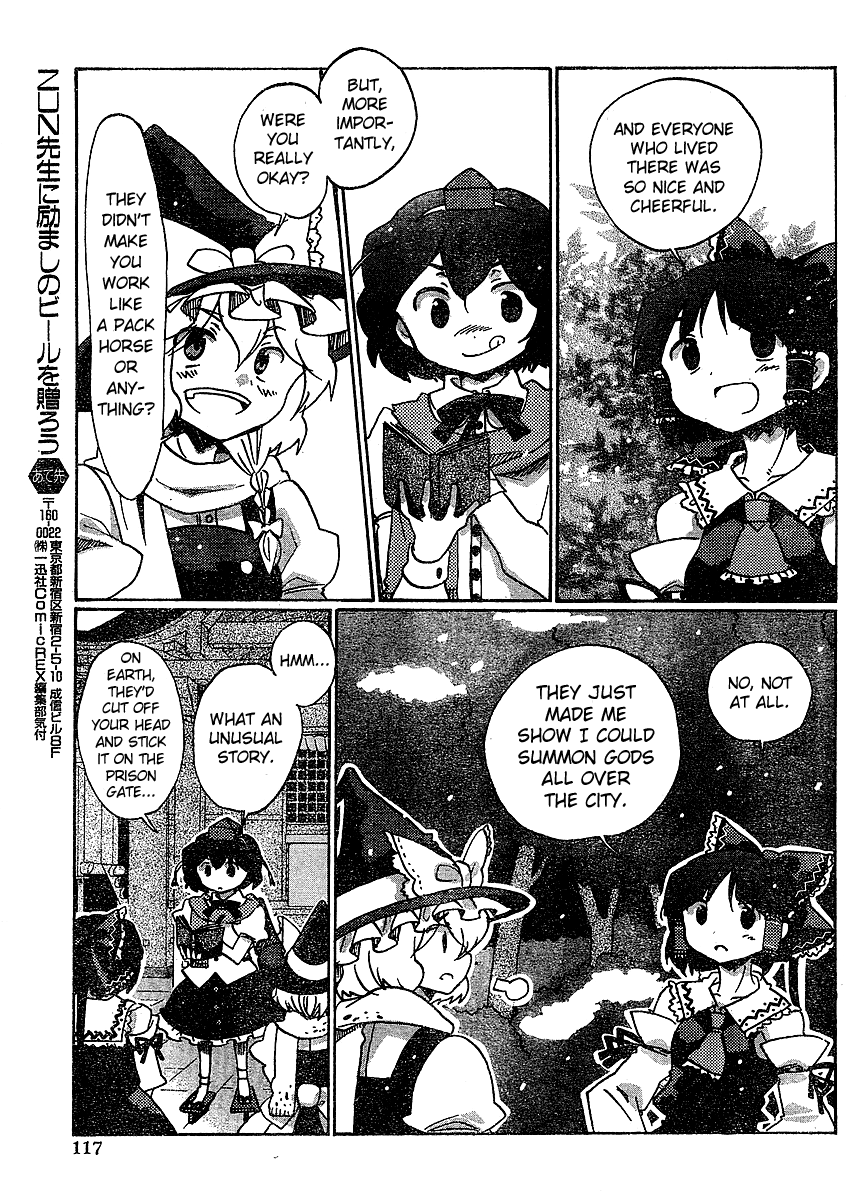 AND EVERYONE
WHO LIVED
THERE WAS
SO NICE AND
CHEERFUL.
BUT,
MORE
IMPOR-
TANTLY,
WERE
YOU
REALLY
OKAY?
THEY
DIDN'T
MAKE
YOU
WORK
LIKE
A PACK
HORSE
OR
ANY-
THING?
NO, NOT
AT ALL.
THEY JUST
MADE ME
SHOW I COULD
SUMMON GODS
ALL OVER
THE CITY.
HMM...
WHAT AN
UNUSUAL
STORY.
ON
EARTH,
THEY'D
CUT OFF
YOUR HEAD
AND STICK
IT ON THE
PRISON
GATE...
ZUN先生に励ましのビールを贈ろう
あて先
〒160-0022 東京都新宿区新宿2-5-10 成信ビル8F
㈱一迅社ComicREX編集部気付
117